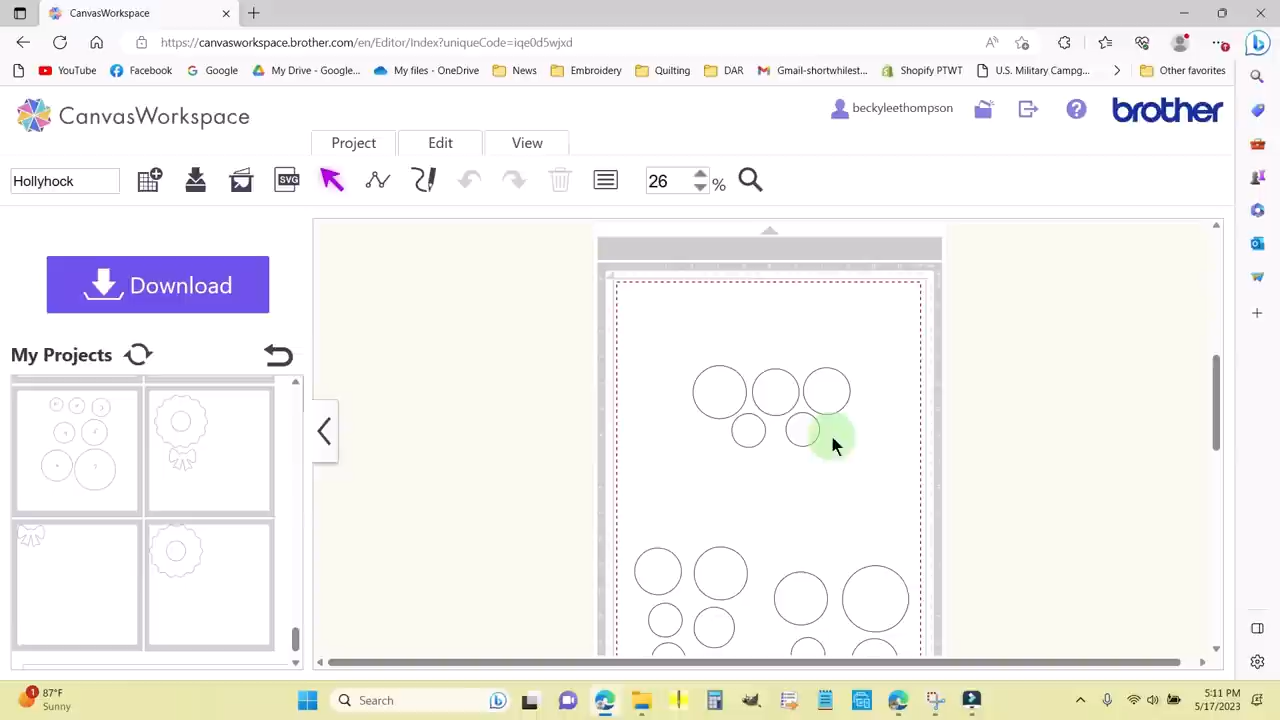 CanvasWorkspace
https://canvasworkspace.brother.com/en/Editor/Index?uniqueCode=iqe0d5wjxd
YouTube
Facebook
Google
My Drive - Google...
My files - OneDrive
News
Embroidery
Quilting
DAR
Gmail-shortwhilest...
Shopify PTWT
U.S. Military Campg...
Other favorites
CanvasWorkspace
beckyleethompson
brother
Project
Edit
View
Hollyhock
SVG
26
%
Download
My Projects
1
87°F
Sunny
Search
5:11 PM
5/17/2023